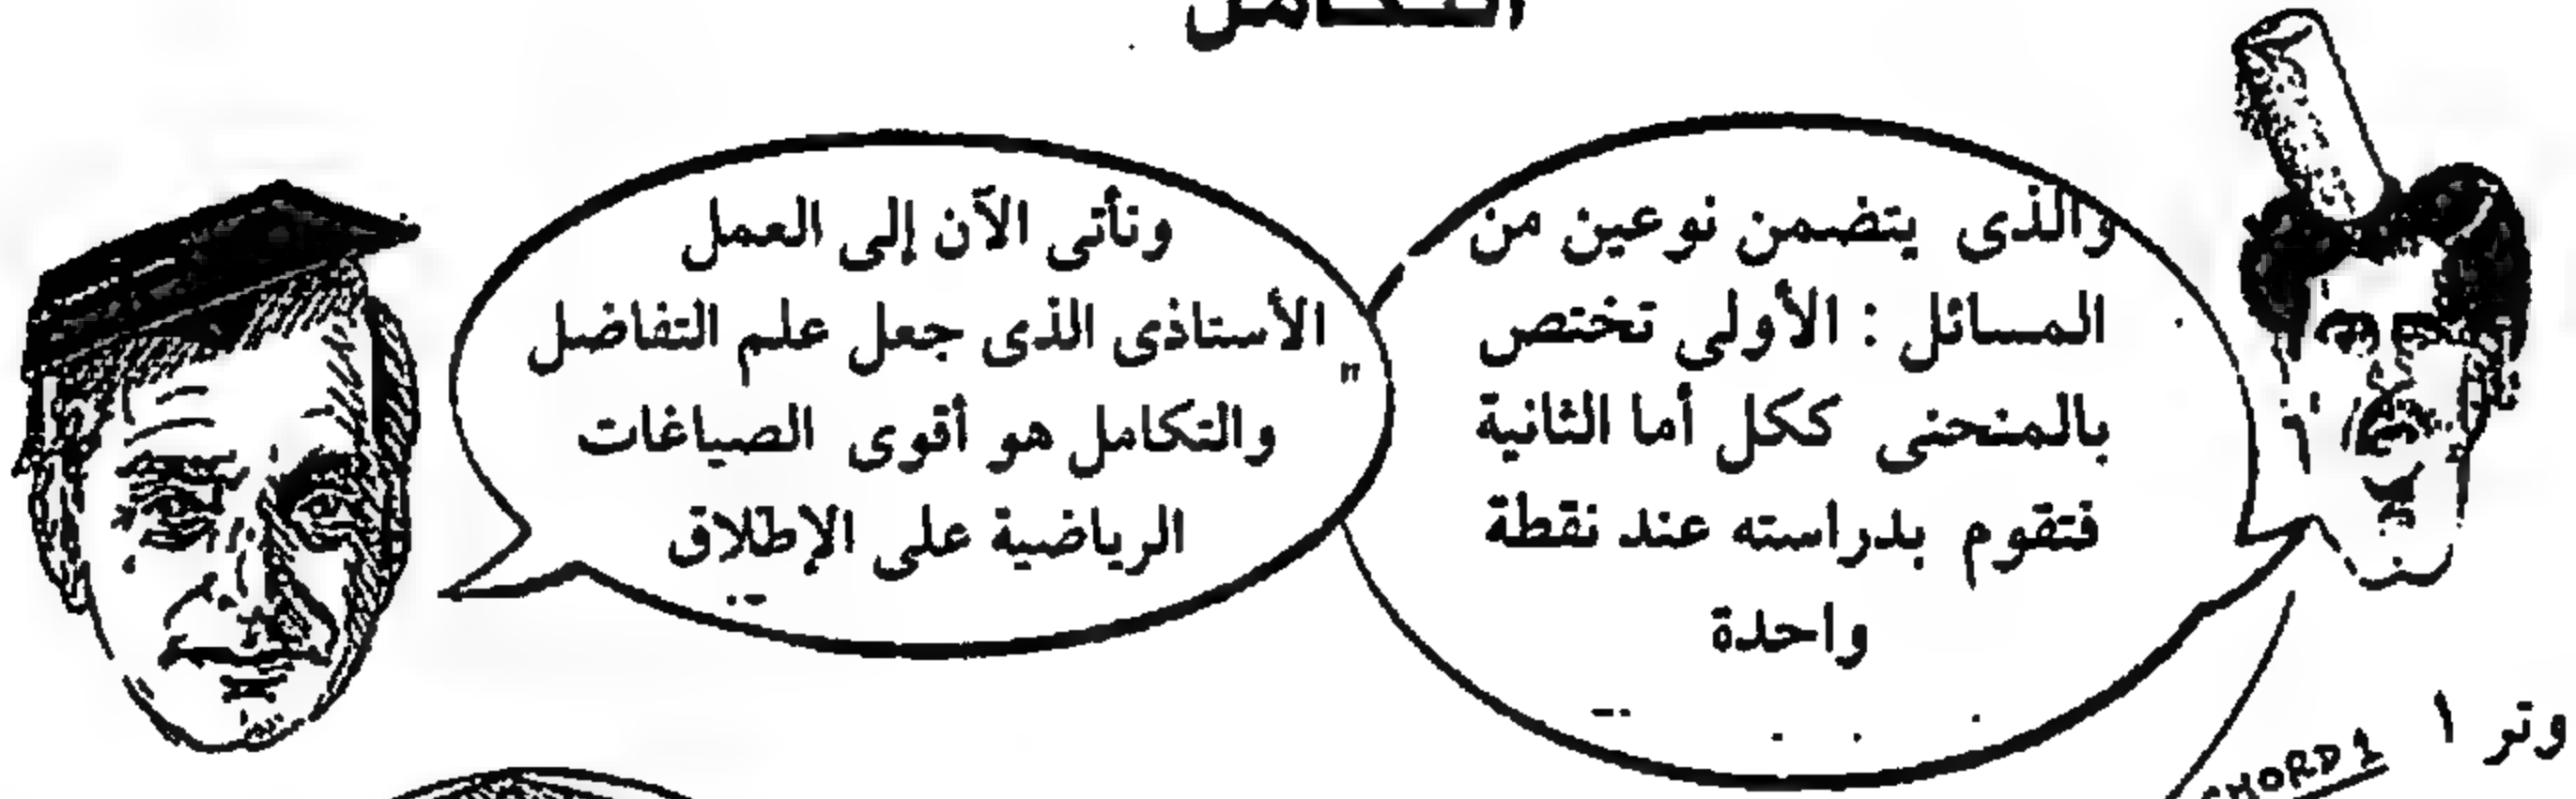 التكامل
والذى يتضمن نوعين من
المسائل : الأولى تختص
بالمنحنى ككل أما الثانية
فتقوم بدراسته عند نقطة
واحدة
ونأتى الآن إلى العمل
الأستاذى الذى جعل علم التفاضل
والتكامل هو أقوى الصياغات
الرياضية على الإطلاق
وتر ١
CHORD 1